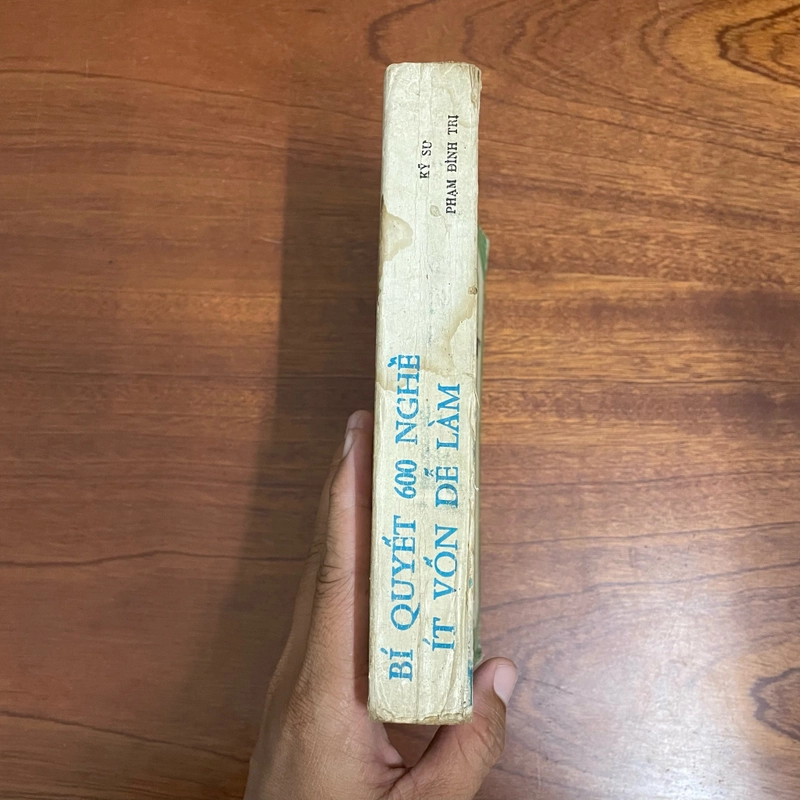 KỸ SƯ
PHẠM ĐÌNH TRỊ
BÍ QUYẾT 600 NGHỀ
ÍT VỐN DỄ LÀM